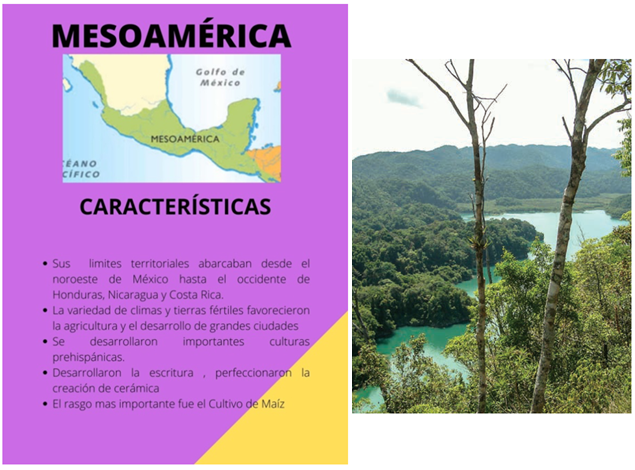 MESOAMÉRICA
Golfo de
México
MESOAMÉRICA
CÉANO
CÍFICO
CARACTERÍSTICAS
• Sus limites territoriales abarcaban desde el
noroeste de México hasta el occidente de
Honduras, Nicaragua y Costa Rica.
• La variedad de climas y tierras fértiles favorecieron
la agricultura y el desarrollo de grandes ciudades
• Se desarrollaron importantes culturas
prehispánicas.
• Desarrollaron la escritura , perfeccionaron la
creación de cerámica
• El rasgo mas importante fue el Cultivo de Maíz